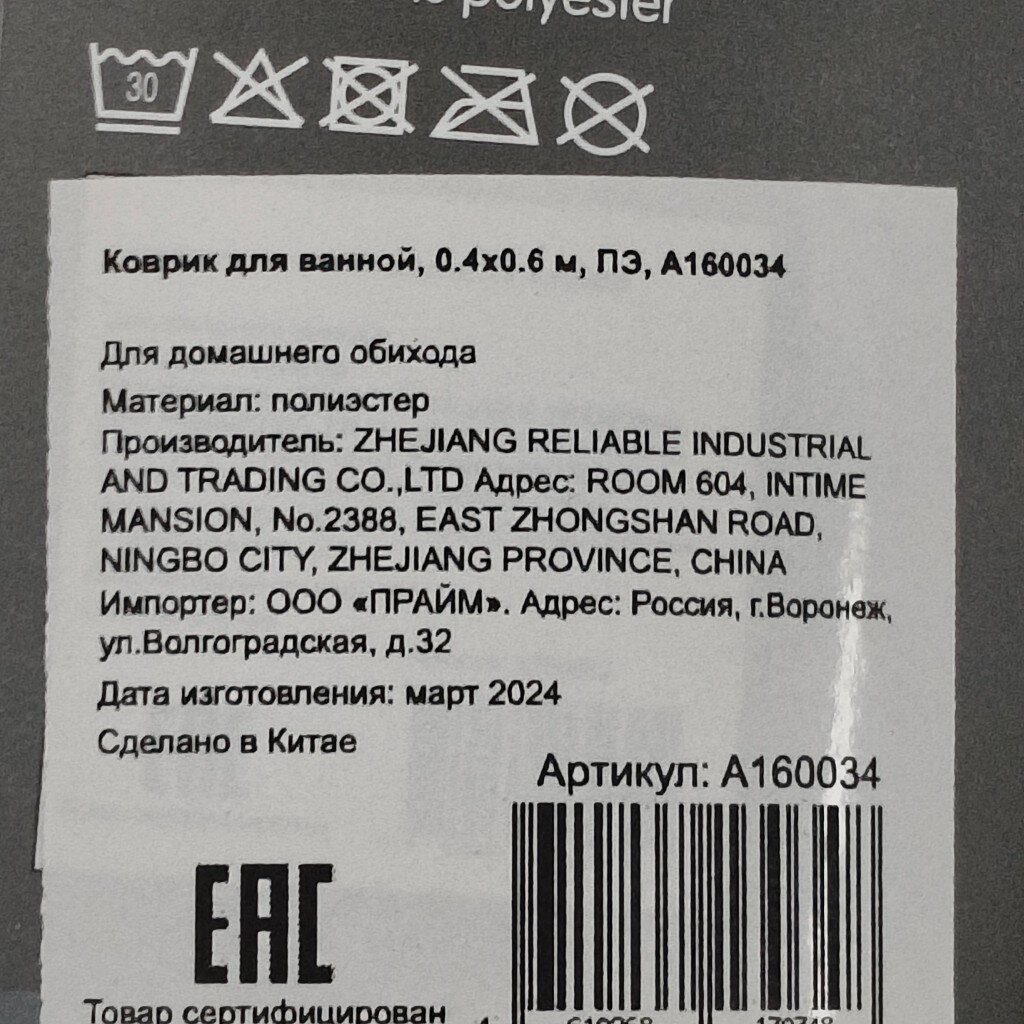 polyester
30
Коврик для ванной, 0.4х0.6 м, ПЭ, А160034
Для домашнего обихода
Материал: полиэстер
Производитель: ZHEJIANG RELIABLE INDUSTRIAL
AND TRADING CO.,LTD Адрес: ROOM 604, INTIME
MANSION, No.2388, EAST ZHONGSHAN ROAD,
NINGBO CITY, ZHEJIANG PROVINCE, CHINA
Импортер: ООО «ПРАЙМ». Адрес: Россия, г.Воронеж,
ул.Волгоградская, д.32
Дата изготовления: март 2024
Сделано в Китае
Артикул: А160034
EAC
Товар сертифицирован